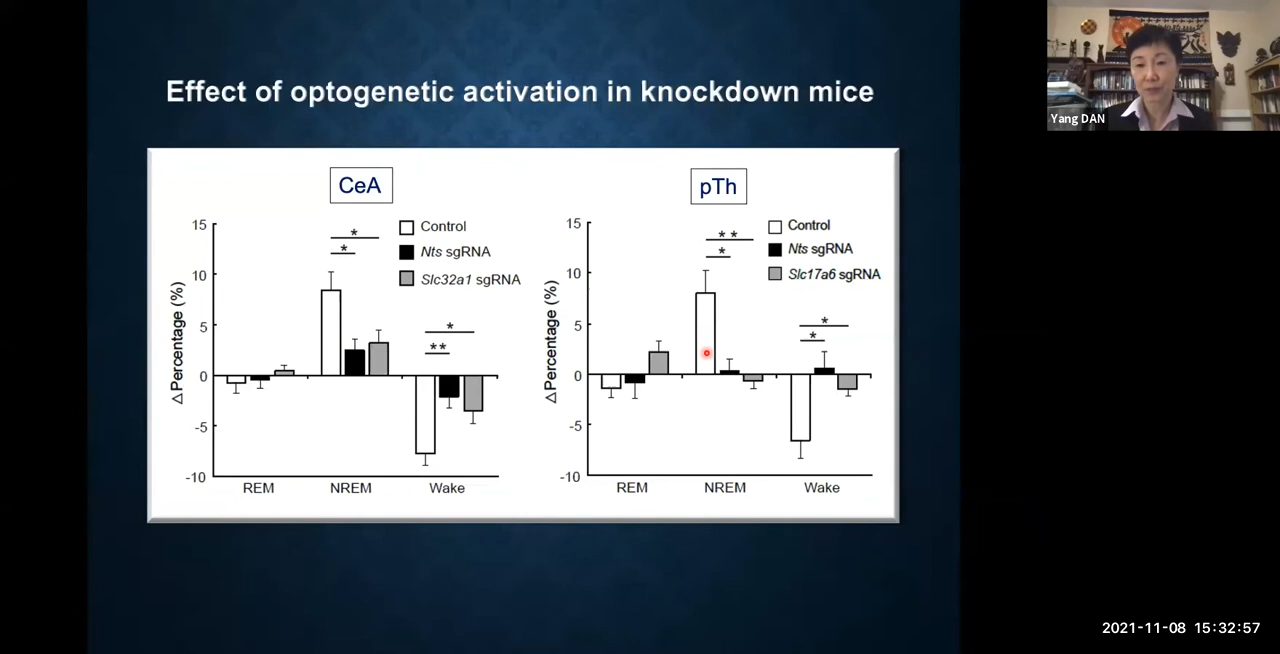 Effect of optogenetic activation in knockdown mice
Yang DAN
CeA
15
10
5
0
-5
-10
△Percentage (%)
Control
Nts sgRNA
Slc32a1 sgRNA
*
*
*
**
REM
NREM
Wake
pTh
15
10
5
0
-5
-10
△Percentage (%)
Control
Nts sgRNA
Slc17a6 sgRNA
* *
*
*
*
REM
NREM
Wake
2021-11-08 15:32:57